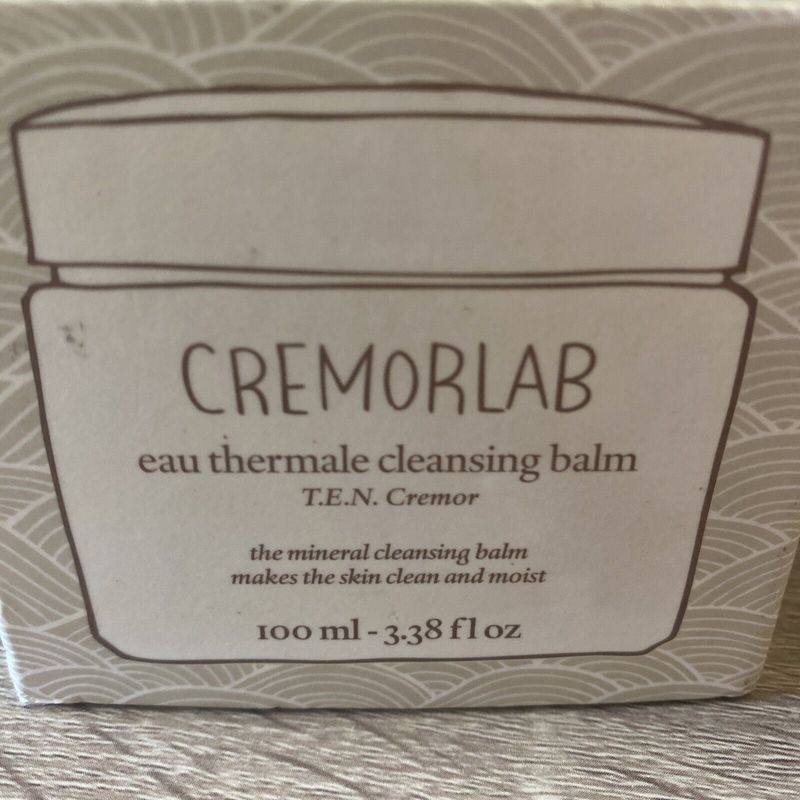 CREMORLAB
eau thermale cleansing balm
T.E.N. Cremor
the mineral cleansing balm
makes the skin clean and moist
100 ml - 3.38 fl oz